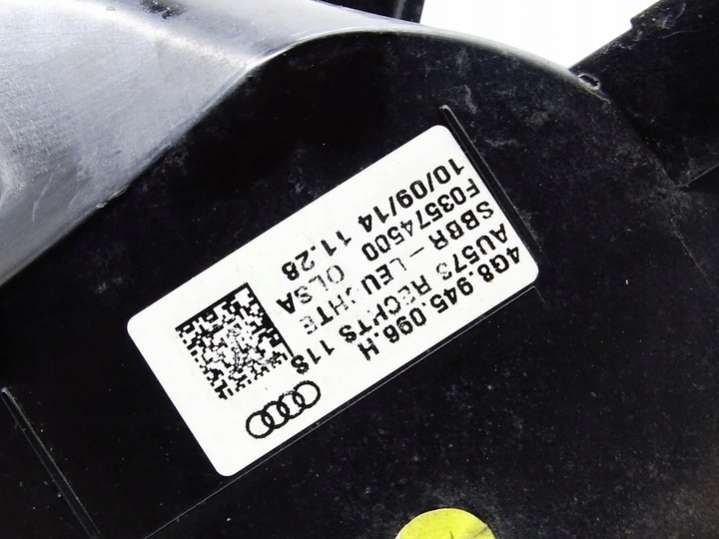 4G8.945.096.H
AU573 RECHTS 11S
SBBR-LEUCHTE
F03574500 OLSA
10/09/14 11.28